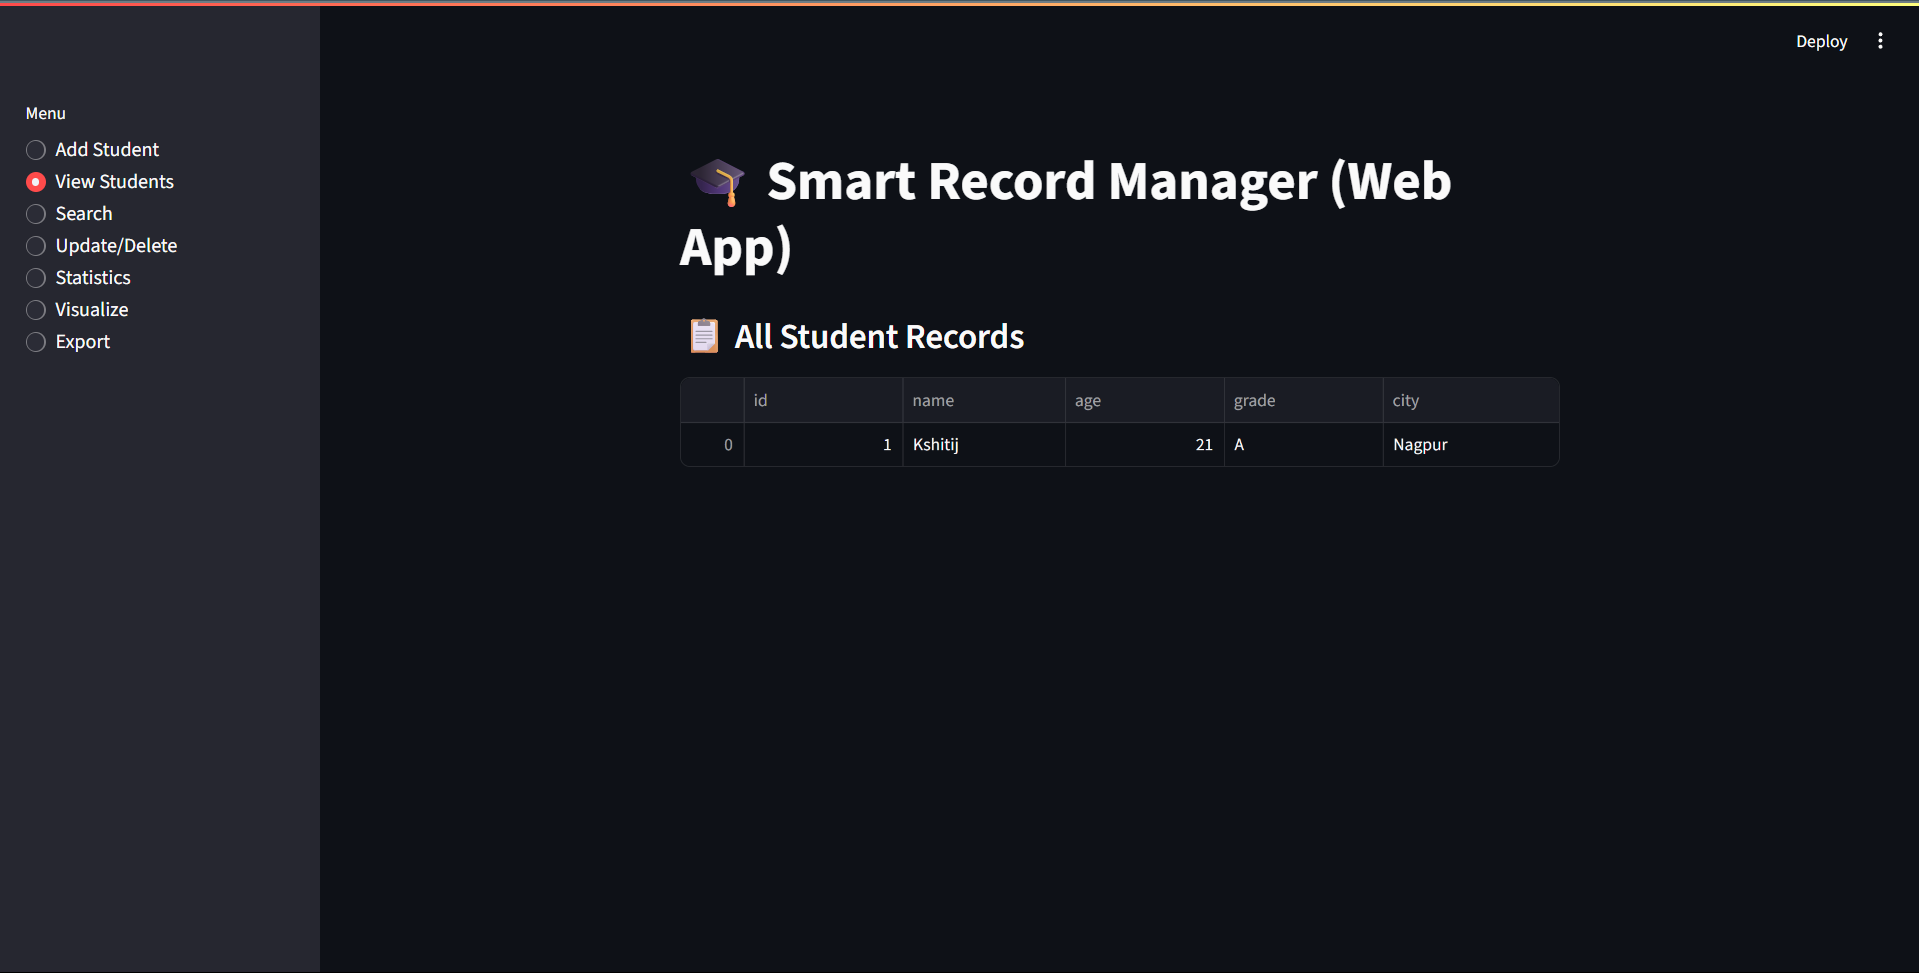 Deploy
Menu
Add Student
View Students
Search
Update/Delete
Statistics
Visualize
Export
🎓 Smart Record Manager (Web
App)
📋 All Student Records
id name age grade city
0 1 Kshitij 21 A Nagpur